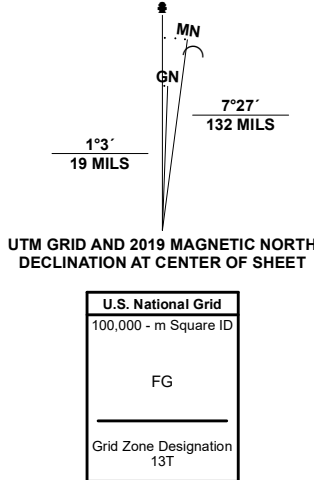 MN
GN
7°27´
132 MILS
1°3´
19 MILS
UTM GRID AND 2019 MAGNETIC NORTH
DECLINATION AT CENTER OF SHEET
U.S. National Grid
100,000 - m Square ID
FG
Grid Zone Designation
13T